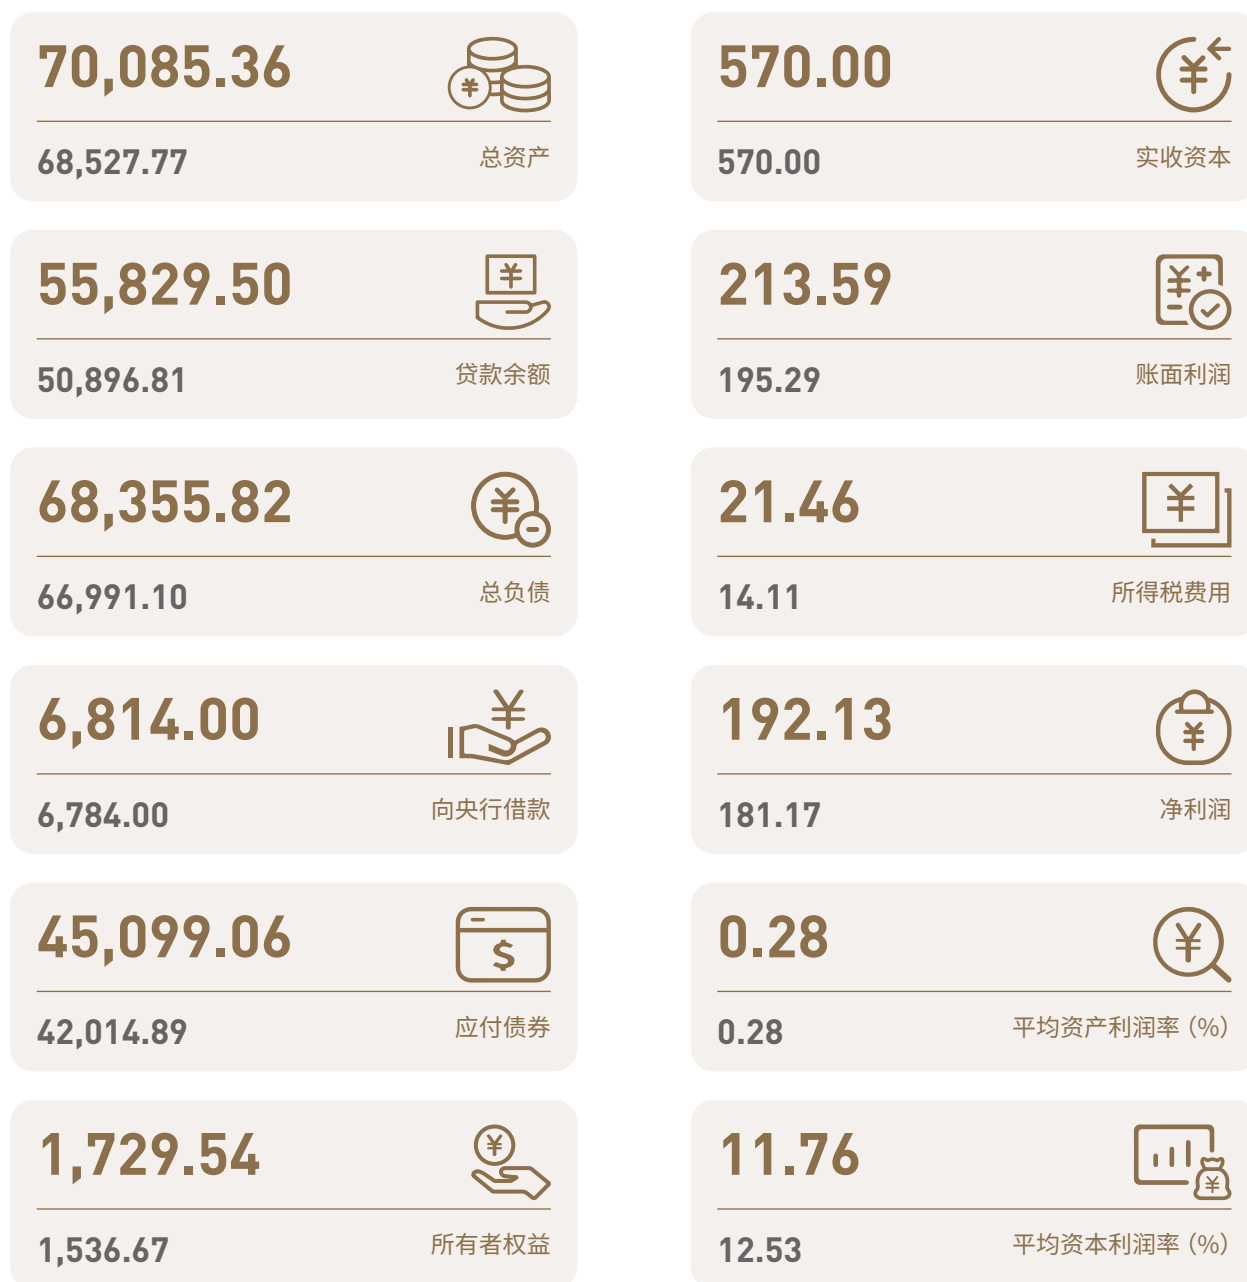 70,085.36
68,527.77
总资产
570.00
570.00
实收资本
55,829.50
50,896.81
贷款余额
213.59
195.29
账面利润
68,355.82
66,991.10
总负债
21.46
14.11
所得税费用
6,814.00
6,784.00
向央行借款
192.13
181.17
净利润
45,099.06
42,014.89
应付债券
0.28
0.28
平均资产利润率 (%)
1,729.54
1,536.67
所有者权益
11.76
12.53
平均资本利润率 (%)